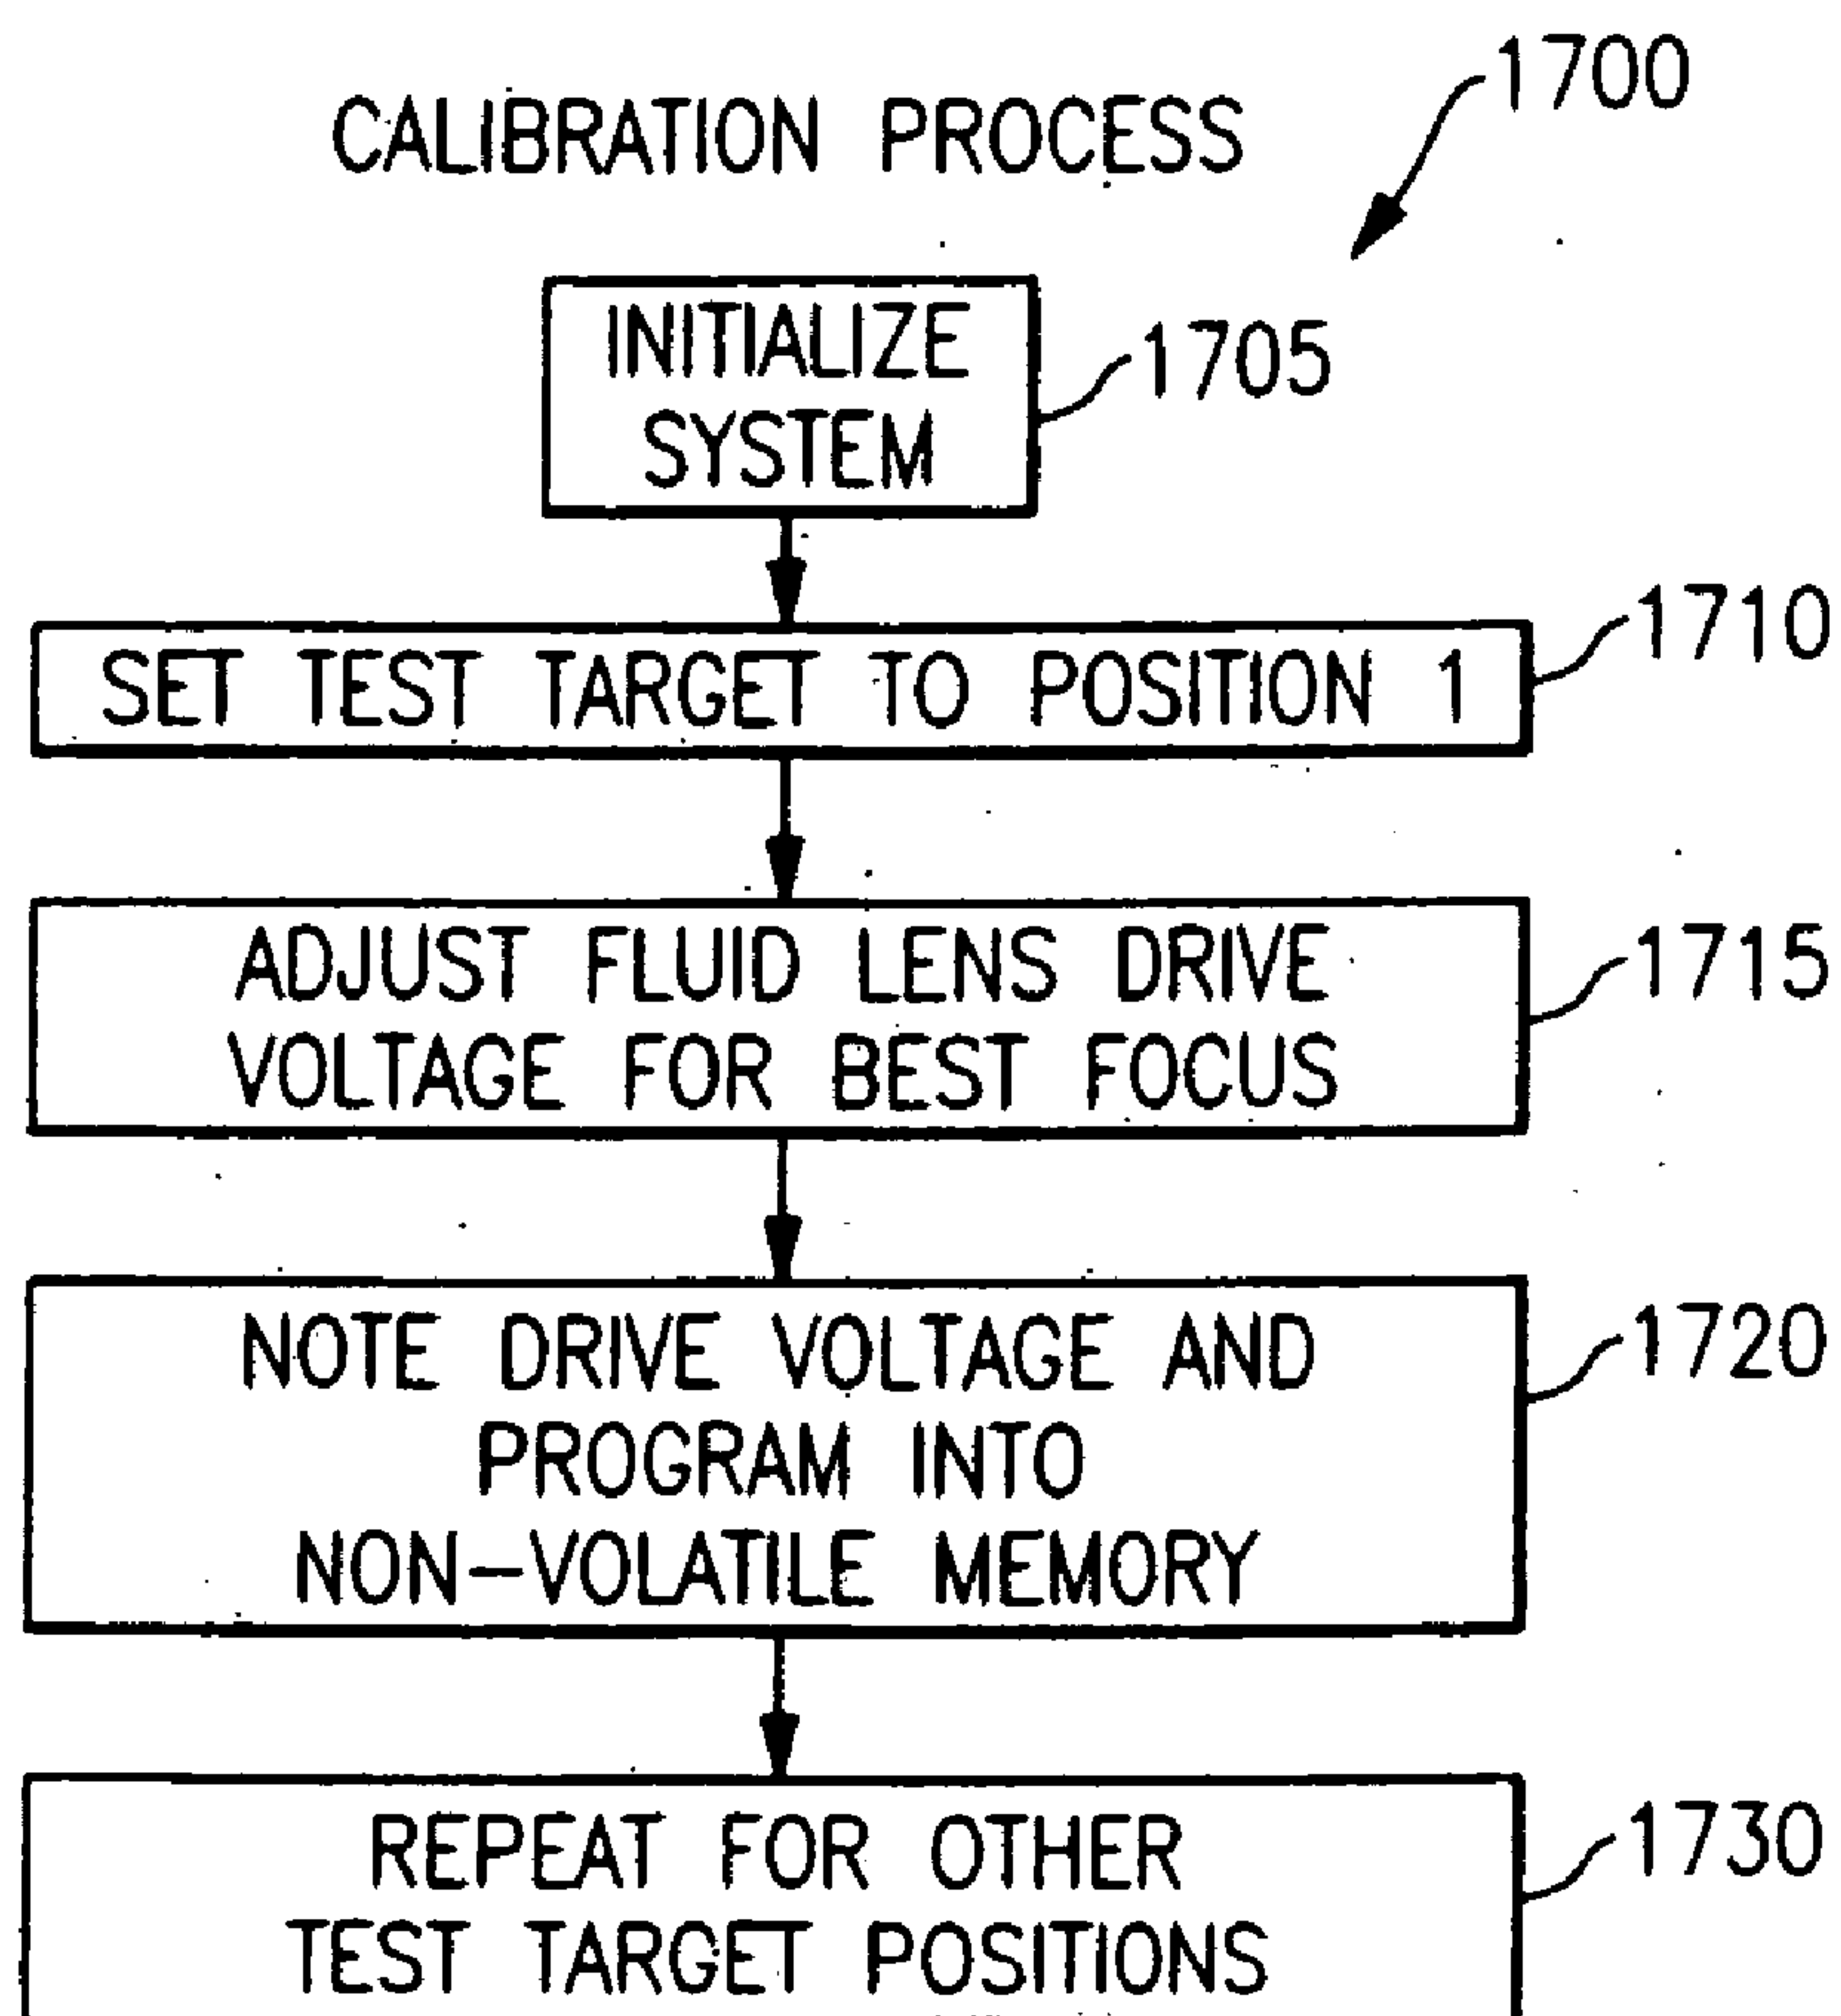 1700
CALIBRATION PROCESS
INITIALIZE
SYSTEM
1705
SET TEST TARGET TO POSITION 1
1710
ADJUST FLUID LENS DRIVE
VOLTAGE FOR BEST FOCUS
1715
NOTE DRIVE VOLTAGE AND
PROGRAM INTO
NON-VOLATILE MEMORY
1720
REPEAT FOR OTHER
TEST TARGET POSITIONS
1730